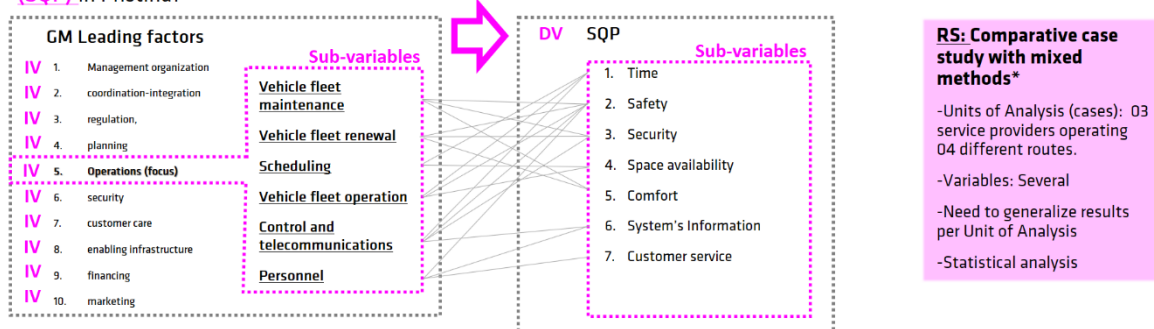 (SQP) in Pristina?
GM Leading factors
Sub-variables
IV 1. Management organization
IV 2. coordination-integration
IV 3. regulation,
IV 4. planning
IV 5. Operations (focus)
IV 6. security
IV 7. customer care
IV 8. enabling infrastructure
IV 9. financing
IV 10. marketing
Vehicle fleet
maintenance
Vehicle fleet renewal
Scheduling
Vehicle fleet operation
Control and
telecommunications
Personnel
DV SQP
Sub-variables
1. Time
2. Safety
3. Security
4. Space availability
5. Comfort
6. System's Information
7. Customer service
RS: Comparative case
study with mixed
methods*
-Units of Analysis (cases): 03
service providers operating
04 different routes.
-Variables: Several
-Need to generalize results
per Unit of Analysis
-Statistical analysis